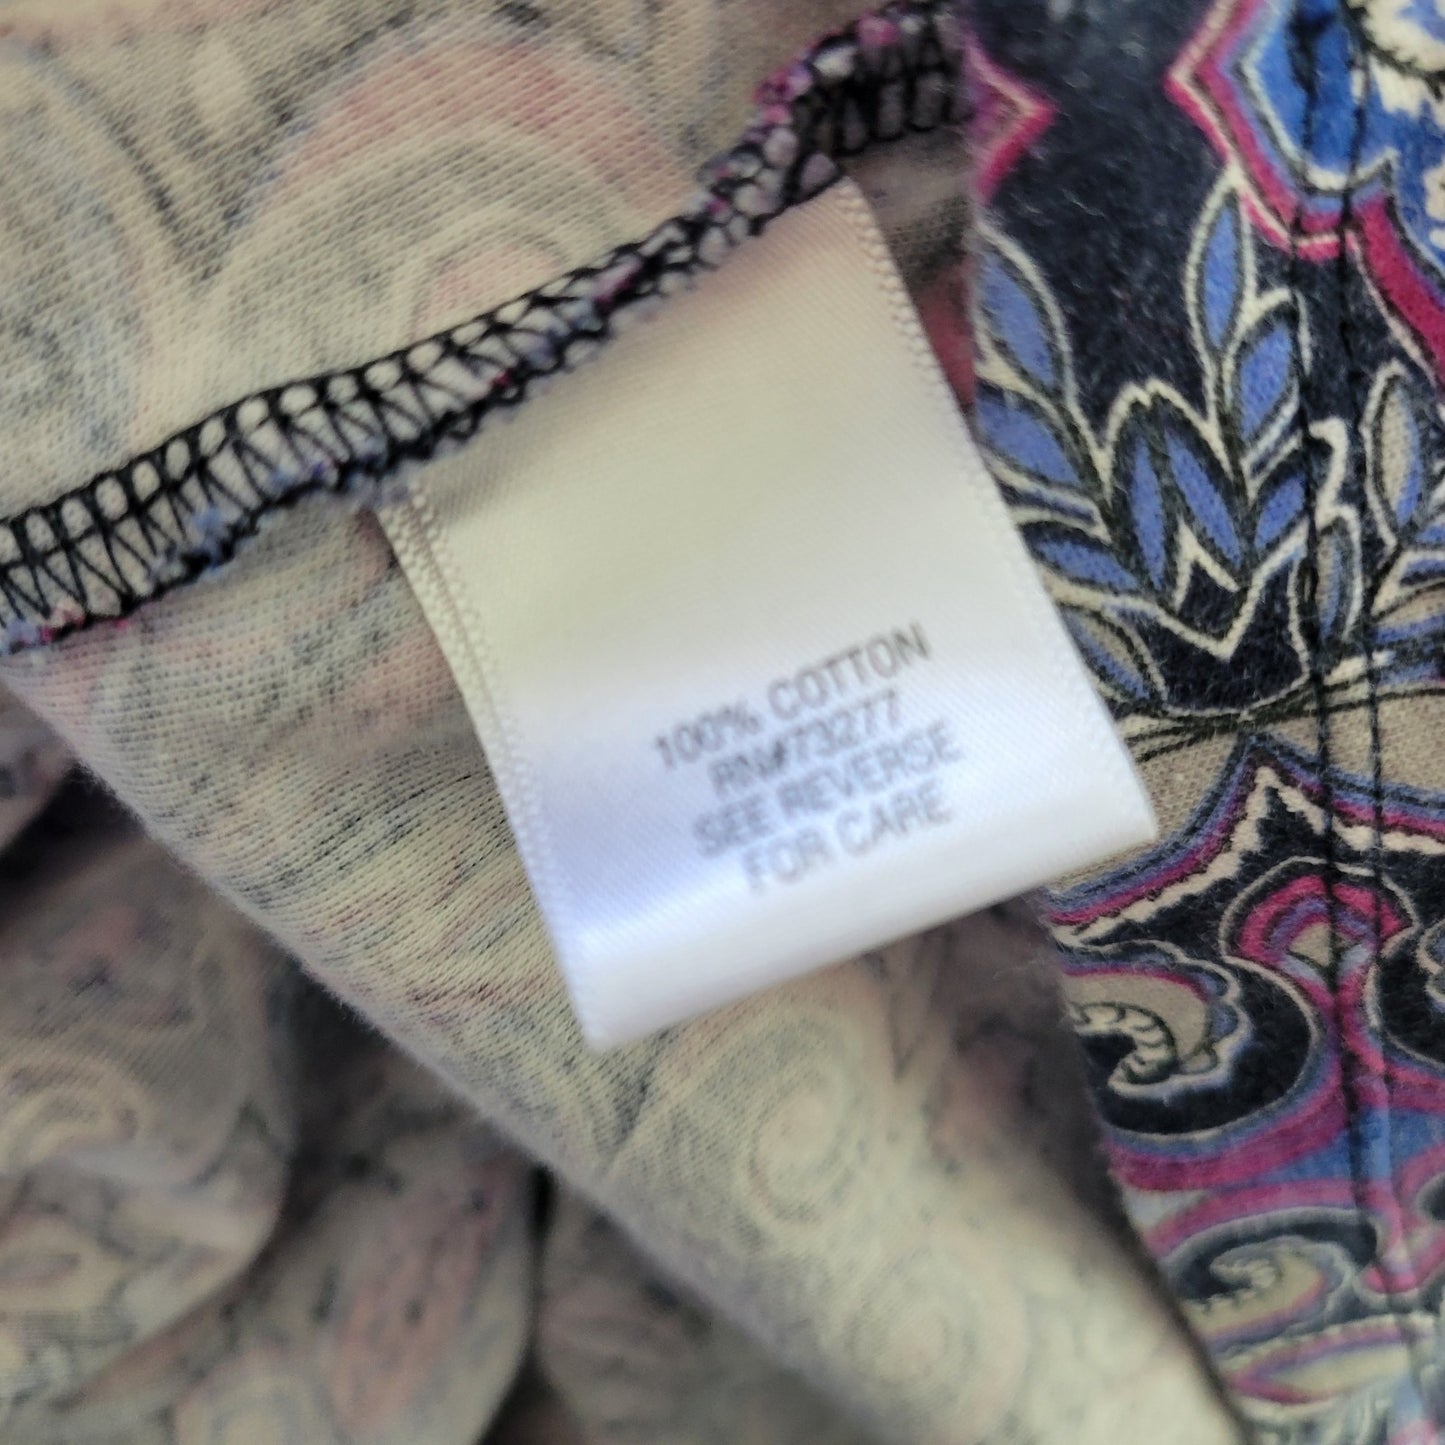 100% COTTON
RN#73277
SEE REVERSE
FOR CARE